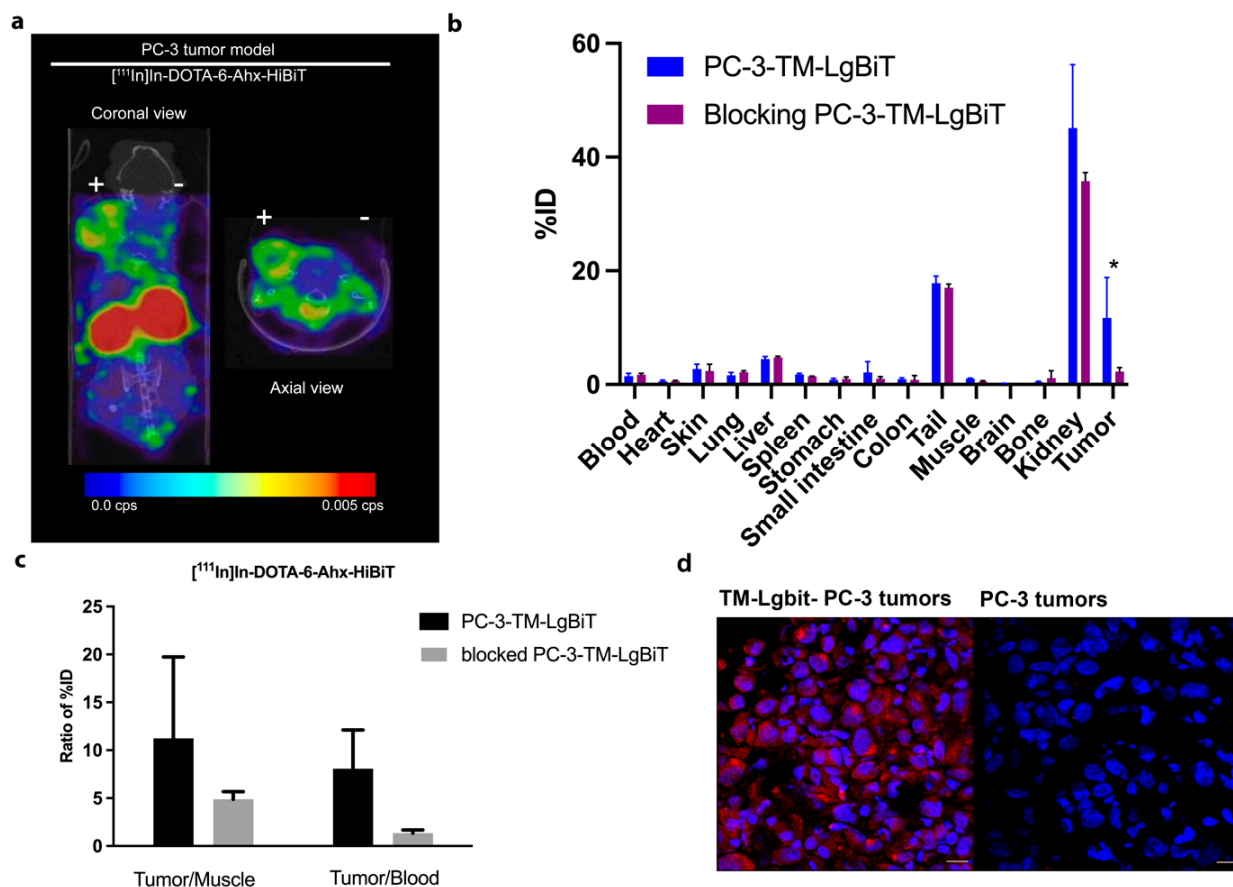 a
PC-3 tumor model
[¹¹¹In]In-DOTA-6-Ahx-HiBiT
Coronal view
+ -
+ -
Axial view
0.0 cps 0.005 cps
b
PC-3-TM-LgBiT
Blocking PC-3-TM-LgBiT
%ID
60
40
20
0
*
Blood
Heart
Skin
Lung
Liver
Spleen
Stomach
Small intestine
Colon
Tail
Muscle
Brain
Bone
Kidney
Tumor
c
[¹¹¹In]In-DOTA-6-Ahx-HiBiT
PC-3-TM-LgBiT
blocked PC-3-TM-LgBiT
Ratio of %ID
25
20
15
10
5
0
Tumor/Muscle
Tumor/Blood
d
TM-Lgbit- PC-3 tumors
PC-3 tumors